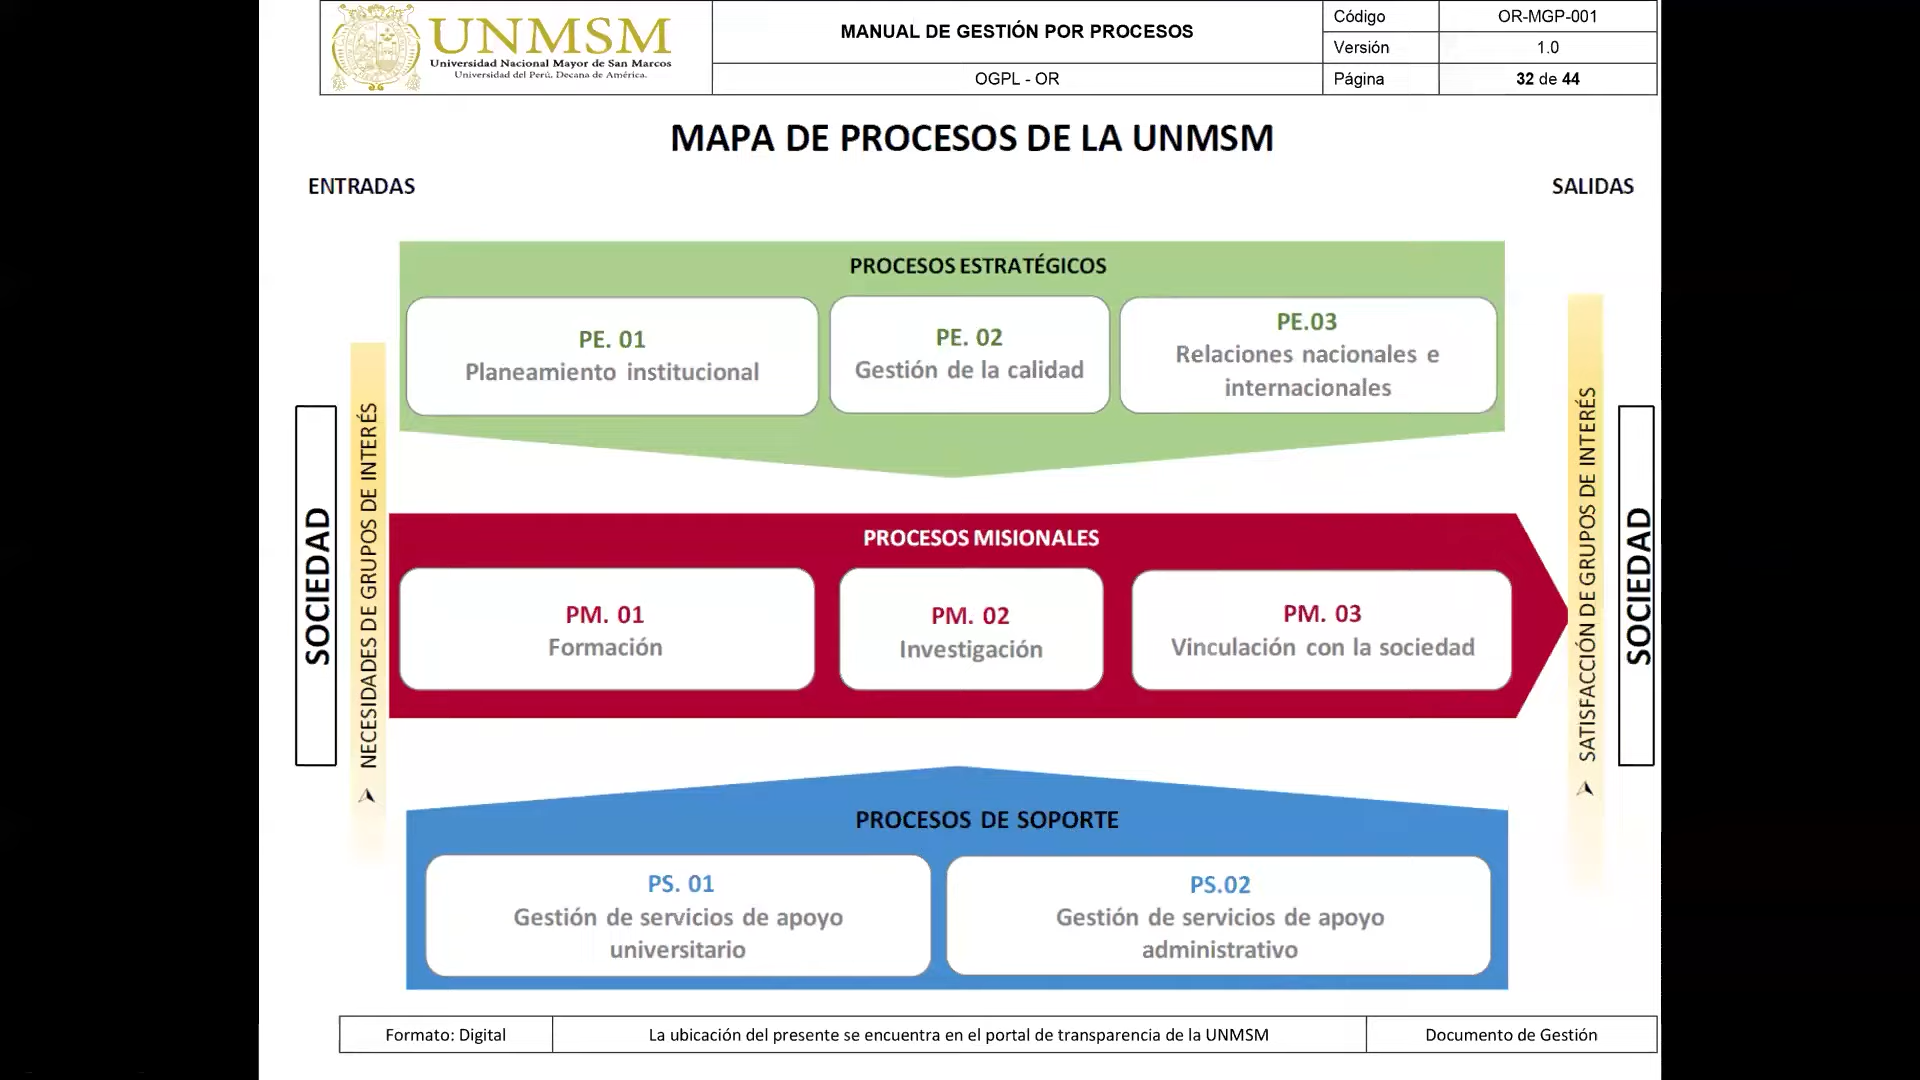 UNMSM
Universidad Nacional Mayor de San Marcos
Universidad del Perú. Decana de América.
MANUAL DE GESTIÓN POR PROCESOS
OGPL - OR
Código OR-MGP-001
Versión 1.0
Página 32 de 44
MAPA DE PROCESOS DE LA UNMSM
ENTRADAS
SALIDAS
SOCIEDAD
NECESIDADES DE GRUPOS DE INTERÉS
PROCESOS ESTRATÉGICOS
PE. 01
Planeamiento institucional
PE. 02
Gestión de la calidad
PE.03
Relaciones nacionales e
internacionales
PROCESOS MISIONALES
PM. 01
Formación
PM. 02
Investigación
PM. 03
Vinculación con la sociedad
PROCESOS DE SOPORTE
PS. 01
Gestión de servicios de apoyo
universitario
PS.02
Gestión de servicios de apoyo
administrativo
SATISFACCIÓN DE GRUPOS DE INTERÉS
SOCIEDAD
Formato: Digital
La ubicación del presente se encuentra en el portal de transparencia de la UNMSM
Documento de Gestión